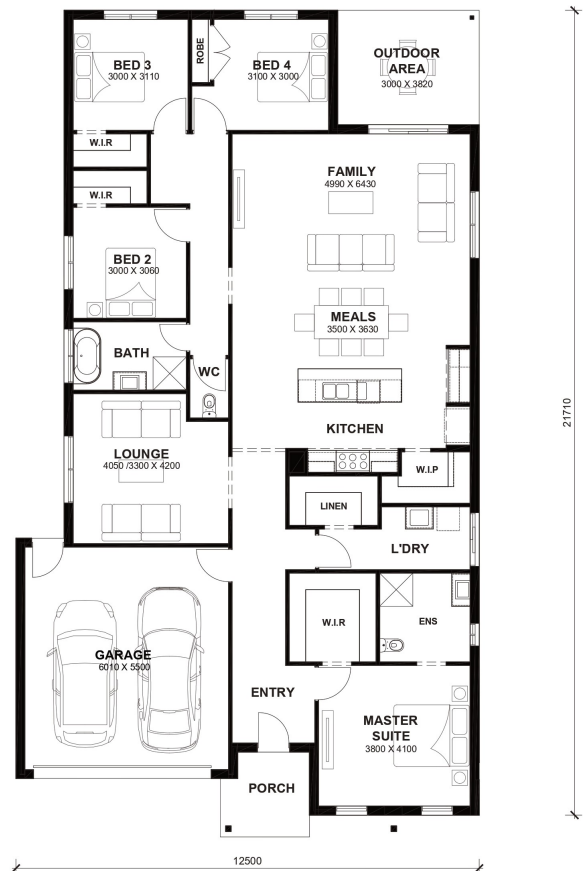 BED 3
3000 X 3110
ROBE
BED 4
3100 X 3000
OUTDOOR
AREA
3000 X 3820
W.I.R
W.I.R
FAMILY
4990 X 6430
BED 2
3000 X 3060
MEALS
3500 X 3630
BATH
WC
KITCHEN
LOUNGE
4050 /3300 X 4200
W.I.P
LINEN
L'DRY
W.I.R
ENS
GARAGE
6010 X 5500
ENTRY
MASTER
SUITE
3800 X 4100
PORCH
12500
21710